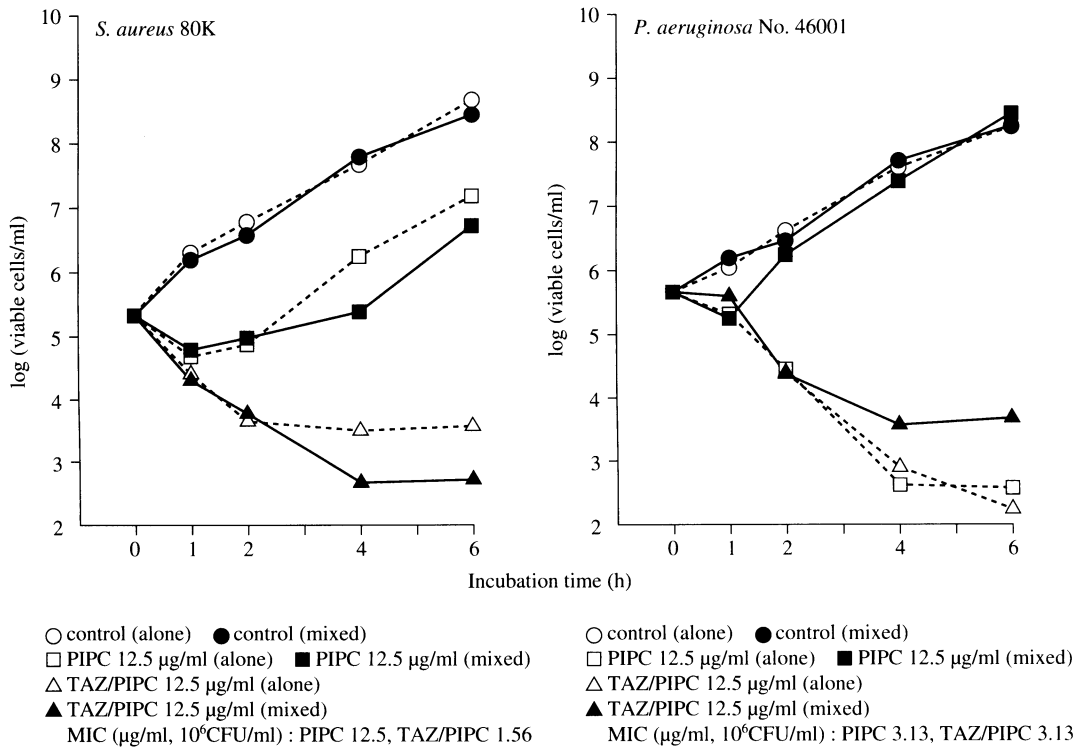 S. aureus 80K
10
9
8
7
6
5
4
3
2
log (viable cells/ml)
0 1 2 4 6
P. aeruginosa No. 46001
10
9
8
7
6
5
4
3
2
log (viable cells/ml)
0 1 2 4 6
Incubation time (h)
control (alone) control (mixed)
PIPC 12.5 µg/ml (alone) PIPC 12.5 µg/ml (mixed)
TAZ/PIPC 12.5 µg/ml (alone)
TAZ/PIPC 12.5 µg/ml (mixed)
MIC (µg/ml, 10⁶CFU/ml) : PIPC 12.5, TAZ/PIPC 1.56
control (alone) control (mixed)
PIPC 12.5 µg/ml (alone) PIPC 12.5 µg/ml (mixed)
TAZ/PIPC 12.5 µg/ml (alone)
TAZ/PIPC 12.5 µg/ml (mixed)
MIC (µg/ml, 10⁶CFU/ml) : PIPC 3.13, TAZ/PIPC 3.13